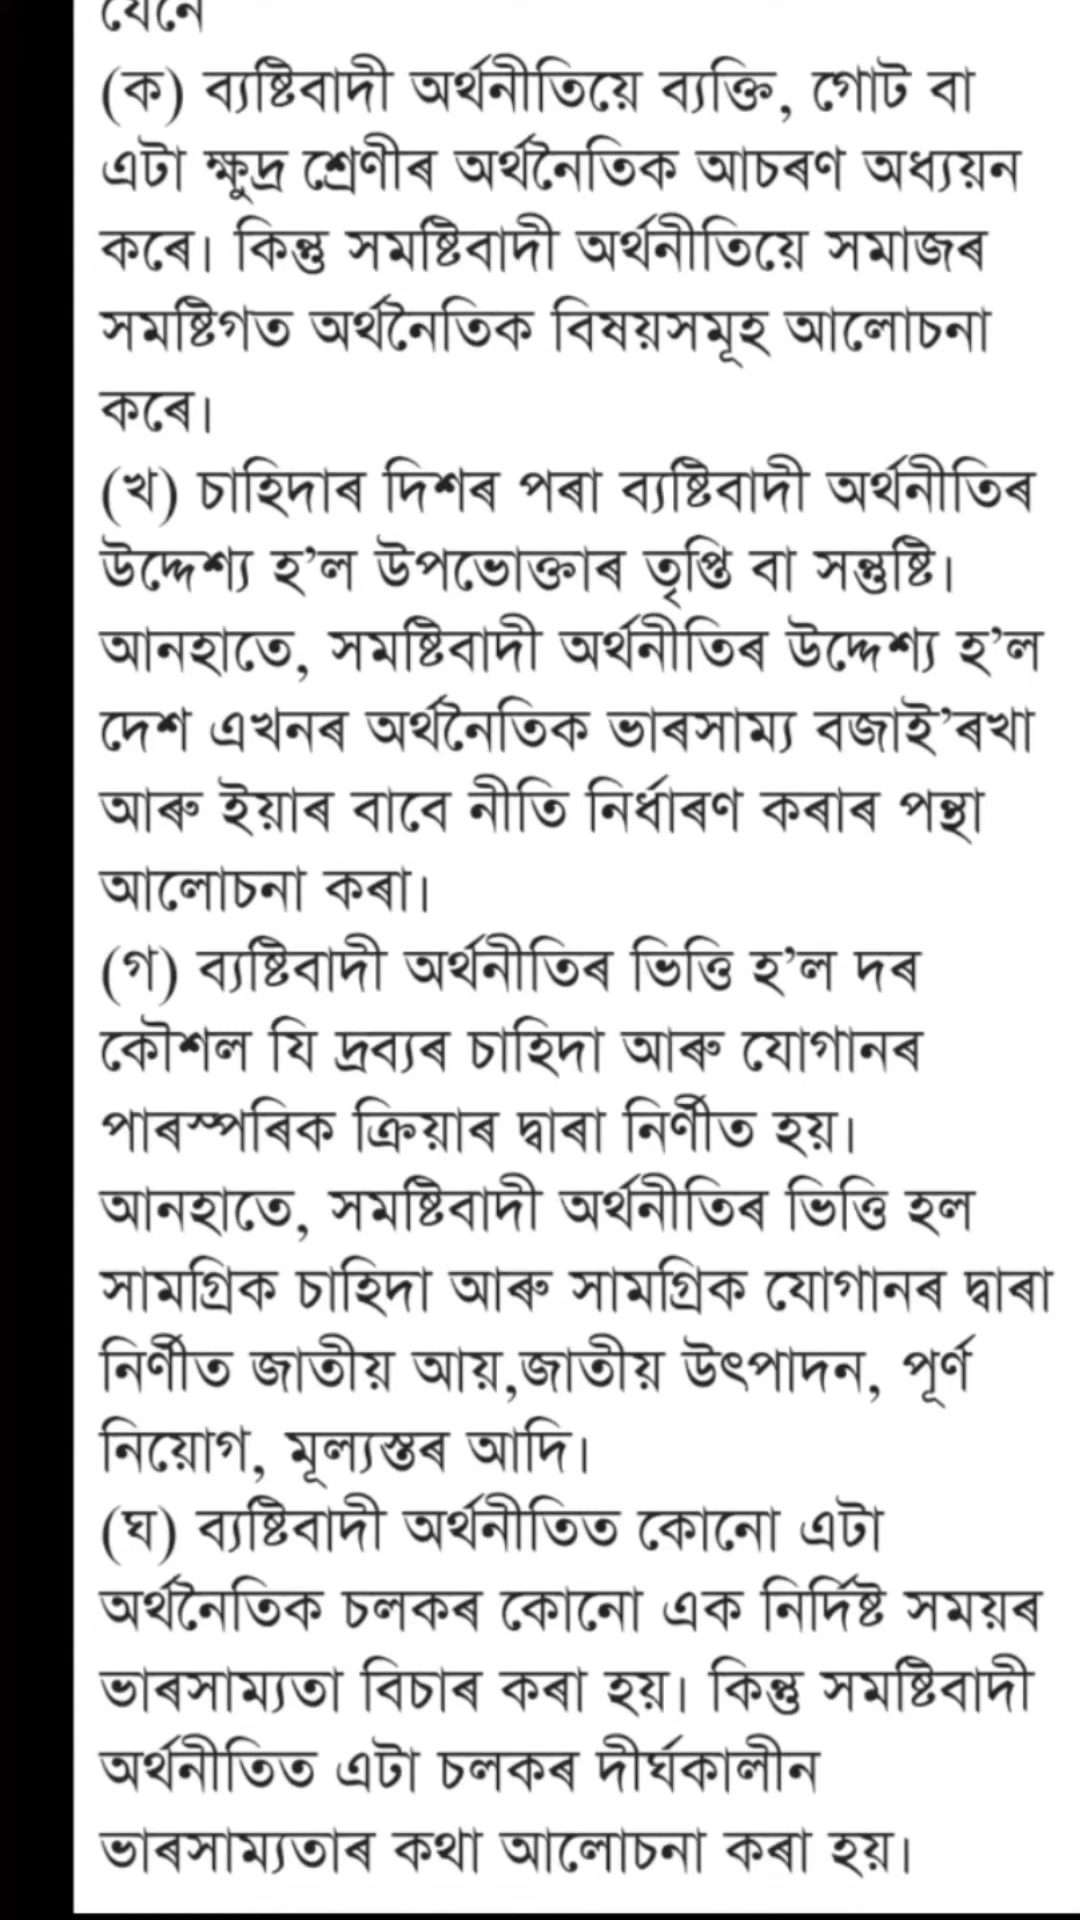 যেনে
(ক) ব্যষ্টিবাদী অৰ্থনীতিয়ে ব্যক্তি, গোট বা
এটা ক্ষুদ্ৰ শ্ৰেণীৰ অৰ্থনৈতিক আচৰণ অধ্যয়ন
কৰে। কিন্তু সমষ্টিবাদী অৰ্থনীতিয়ে সমাজৰ
সমষ্টিগত অৰ্থনৈতিক বিষয়সমূহ আলোচনা
কৰে।
(খ) চাহিদাৰ দিশৰ পৰা ব্যষ্টিবাদী অৰ্থনীতিৰ
উদ্দেশ্য হ’ল উপভোক্তাৰ তৃপ্তি বা সন্তুষ্টি।
আনহাতে, সমষ্টিবাদী অৰ্থনীতিৰ উদ্দেশ্য হ’ল
দেশ এখনৰ অৰ্থনৈতিক ভাৰসাম্য বজাই’ৰখা
আৰু ইয়াৰ বাবে নীতি নিৰ্ধাৰণ কৰাৰ পন্থা
আলোচনা কৰা।
(গ) ব্যষ্টিবাদী অৰ্থনীতিৰ ভিত্তি হ’ল দৰ
কৌশল যি দ্ৰব্যৰ চাহিদা আৰু যোগানৰ
পাৰস্পৰিক ক্ৰিয়াৰ দ্বাৰা নিৰ্ণীত হয়।
আনহাতে, সমষ্টিবাদী অৰ্থনীতিৰ ভিত্তি হল
সামগ্ৰিক চাহিদা আৰু সামগ্ৰিক যোগানৰ দ্বাৰা
নিৰ্ণীত জাতীয় আয়,জাতীয় উৎপাদন, পূৰ্ণ
নিয়োগ, মূল্যস্তৰ আদি।
(ঘ) ব্যষ্টিবাদী অৰ্থনীতিত কোনো এটা
অৰ্থনৈতিক চলকৰ কোনো এক নিৰ্দিষ্ট সময়ৰ
ভাৰসাম্যতা বিচাৰ কৰা হয়। কিন্তু সমষ্টিবাদী
অৰ্থনীতিত এটা চলকৰ দীৰ্ঘকালীন
ভাৰসাম্যতাৰ কথা আলোচনা কৰা হয়।